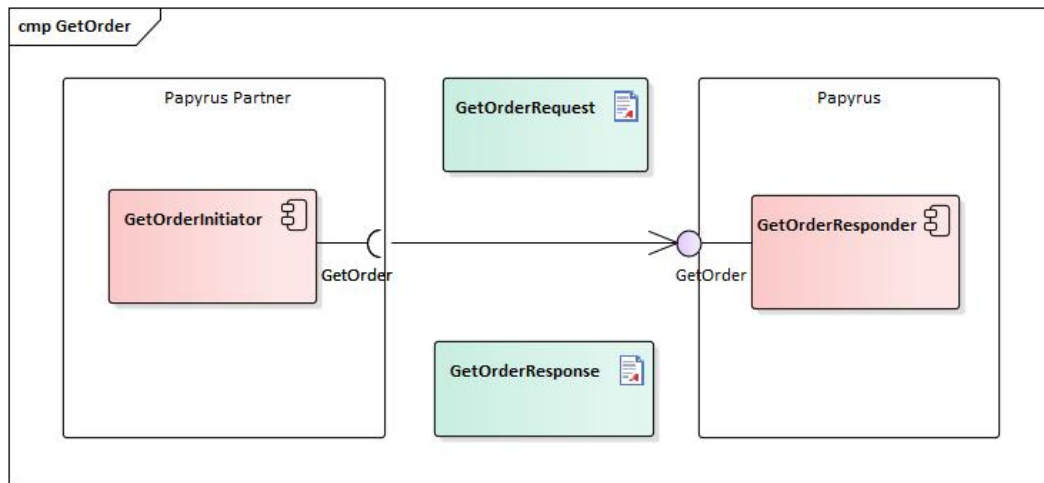 cmp GetOrder
Papyrus Partner
GetOrderRequest
Papyrus
GetOrderInitiator
GetOrderResponder
GetOrder
GetOrder
GetOrderResponse